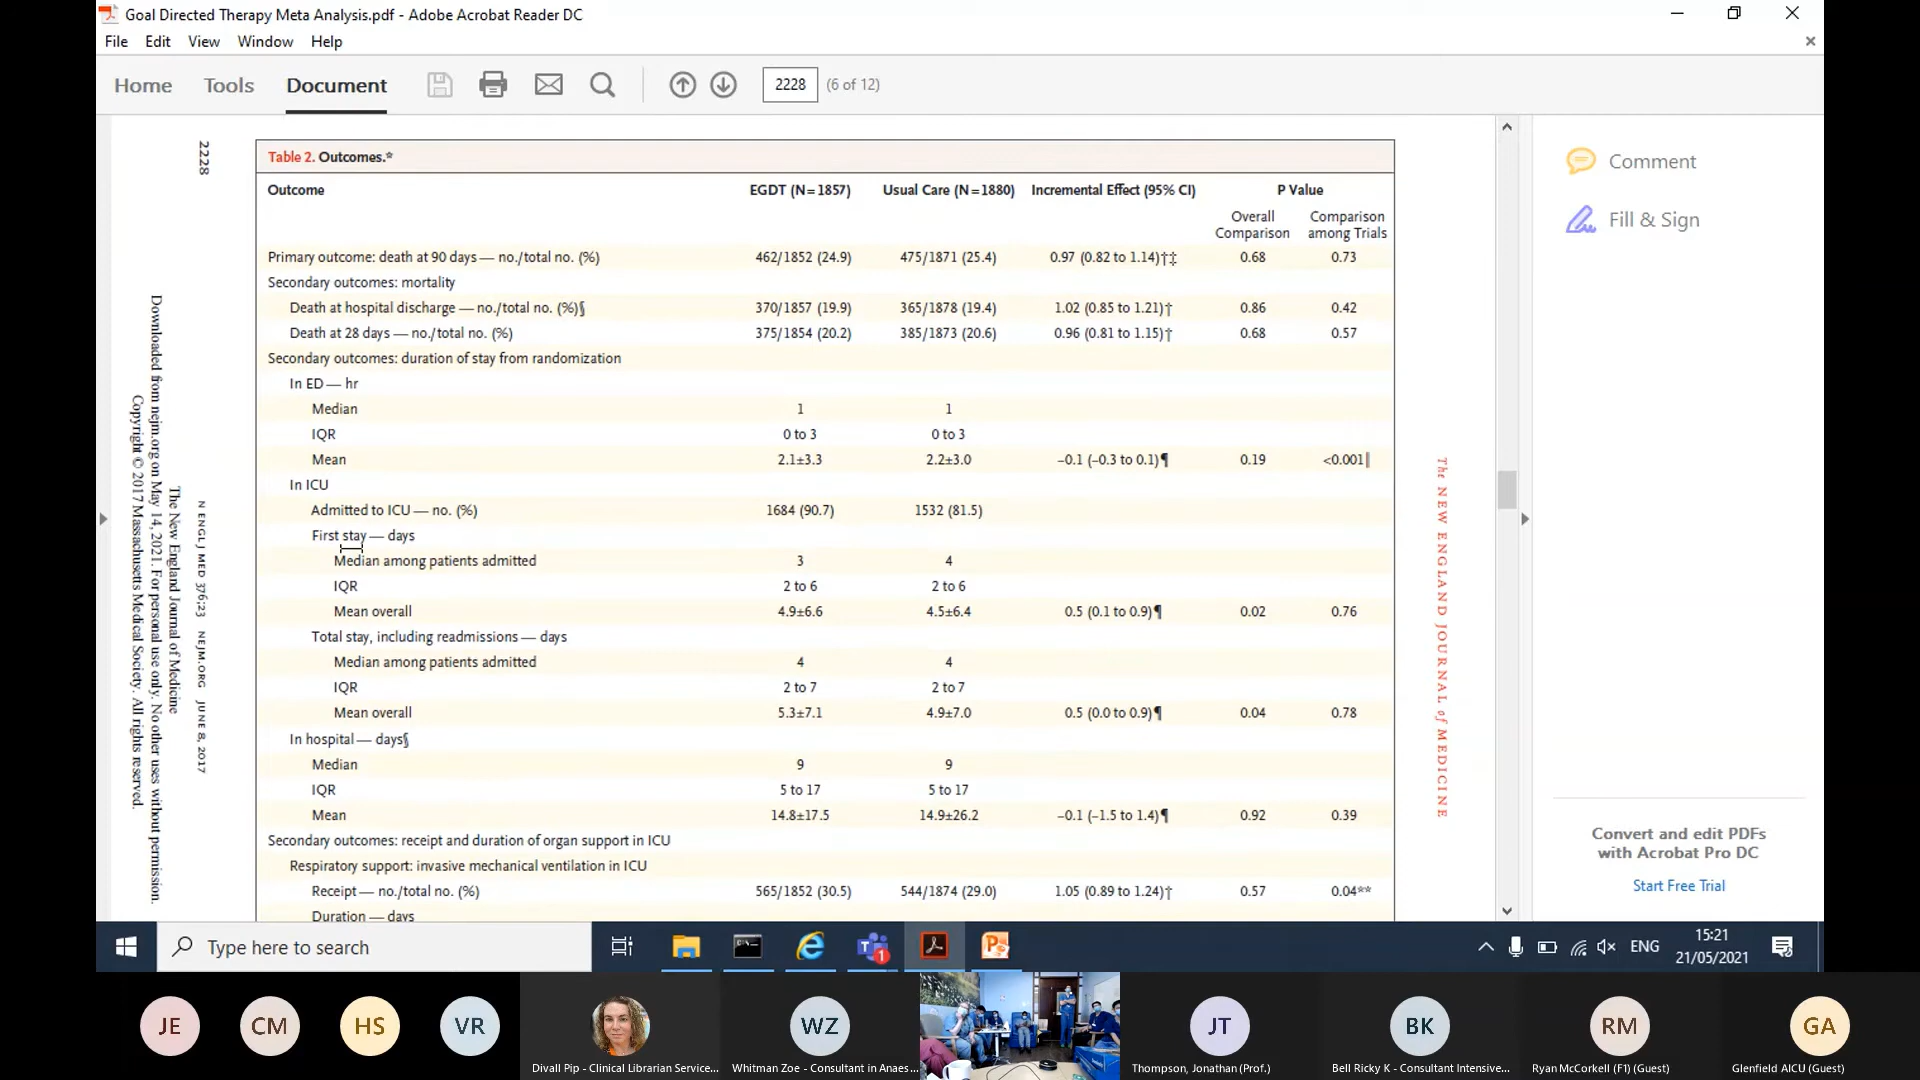 Goal Directed Therapy Meta Analysis.pdf - Adobe Acrobat Reader DC
File Edit View Window Help
Home Tools Document 2228 (6 of 12)
Table 2. Outcomes.*
Outcome EGDT (N=1857) Usual Care (N=1880) Incremental Effect (95% CI) P Value
Overall Comparison Comparison among Trials
Primary outcome: death at 90 days — no./total no. (%) 462/1852 (24.9) 475/1871 (25.4) 0.97 (0.82 to 1.14)†‡ 0.68 0.73
Secondary outcomes: mortality
Death at hospital discharge — no./total no. (%)§ 370/1857 (19.9) 365/1878 (19.4) 1.02 (0.85 to 1.21)† 0.86 0.42
Death at 28 days — no./total no. (%) 375/1854 (20.2) 385/1873 (20.6) 0.96 (0.81 to 1.15)† 0.68 0.57
Secondary outcomes: duration of stay from randomization
In ED — hr
Median 1 1
IQR 0 to 3 0 to 3
Mean 2.1±3.3 2.2±3.0 −0.1 (−0.3 to 0.1)¶ 0.19 <0.001‖
In ICU
Admitted to ICU — no. (%) 1684 (90.7) 1532 (81.5)
First stay — days
Median among patients admitted 3 4
IQR 2 to 6 2 to 6
Mean overall 4.9±6.6 4.5±6.4 0.5 (0.1 to 0.9)¶ 0.02 0.76
Total stay, including readmissions — days
Median among patients admitted 4 4
IQR 2 to 7 2 to 7
Mean overall 5.3±7.1 4.9±7.0 0.5 (0.0 to 0.9)¶ 0.04 0.78
In hospital — days§
Median 9 9
IQR 5 to 17 5 to 17
Mean 14.8±17.5 14.9±26.2 −0.1 (−1.5 to 1.4)¶ 0.92 0.39
Secondary outcomes: receipt and duration of organ support in ICU
Respiratory support: invasive mechanical ventilation in ICU
Receipt — no./total no. (%) 565/1852 (30.5) 544/1874 (29.0) 1.05 (0.89 to 1.24)† 0.57 0.04**
Duration — days
2228
N ENGL J MED 376;23 NEJM.ORG JUNE 8, 2017
The New England Journal of Medicine
Downloaded from nejm.org on May 14, 2021. For personal use only. No other uses without permission.
Copyright © 2017 Massachusetts Medical Society. All rights reserved.
The NEW ENGLAND JOURNAL of MEDICINE
Comment
Fill & Sign
Convert and edit PDFs
with Acrobat Pro DC
Start Free Trial
Type here to search
1
ENG
15:21
21/05/2021
JE CM HS VR WZ JT BK RM GA
Divall Pip - Clinical Librarian Service...
Whitman Zoe - Consultant in Anaes...
Thompson, Jonathan (Prof.)
Bell Ricky K - Consultant Intensive...
Ryan McCorkell (F1) (Guest)
Glenfield AICU (Guest)